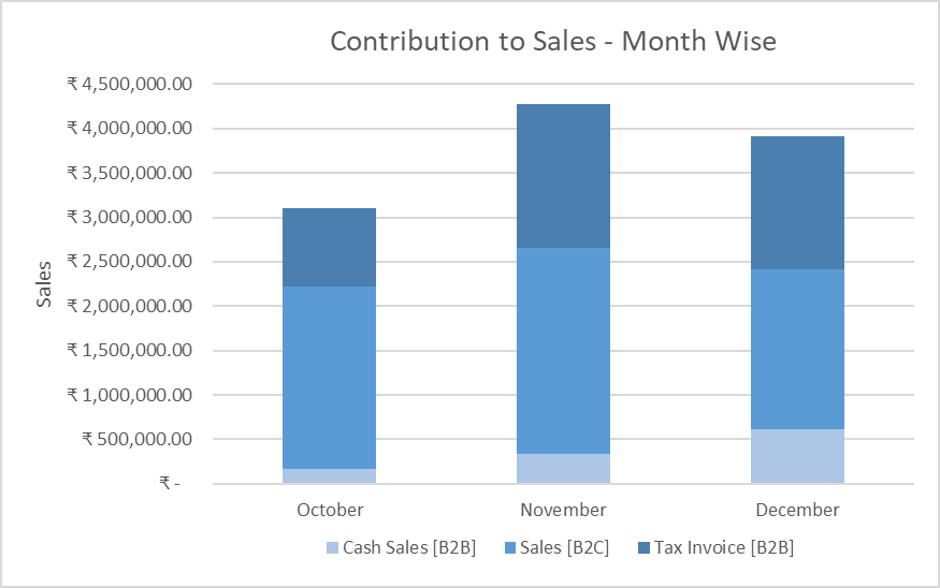 Contribution to Sales - Month Wise
₹ 4,500,000.00
₹ 4,000,000.00
₹ 3,500,000.00
₹ 3,000,000.00
₹ 2,500,000.00
₹ 2,000,000.00
₹ 1,500,000.00
₹ 1,000,000.00
₹ 500,000.00
₹ -
Sales
October November December
Cash Sales [B2B] Sales [B2C] Tax Invoice [B2B]